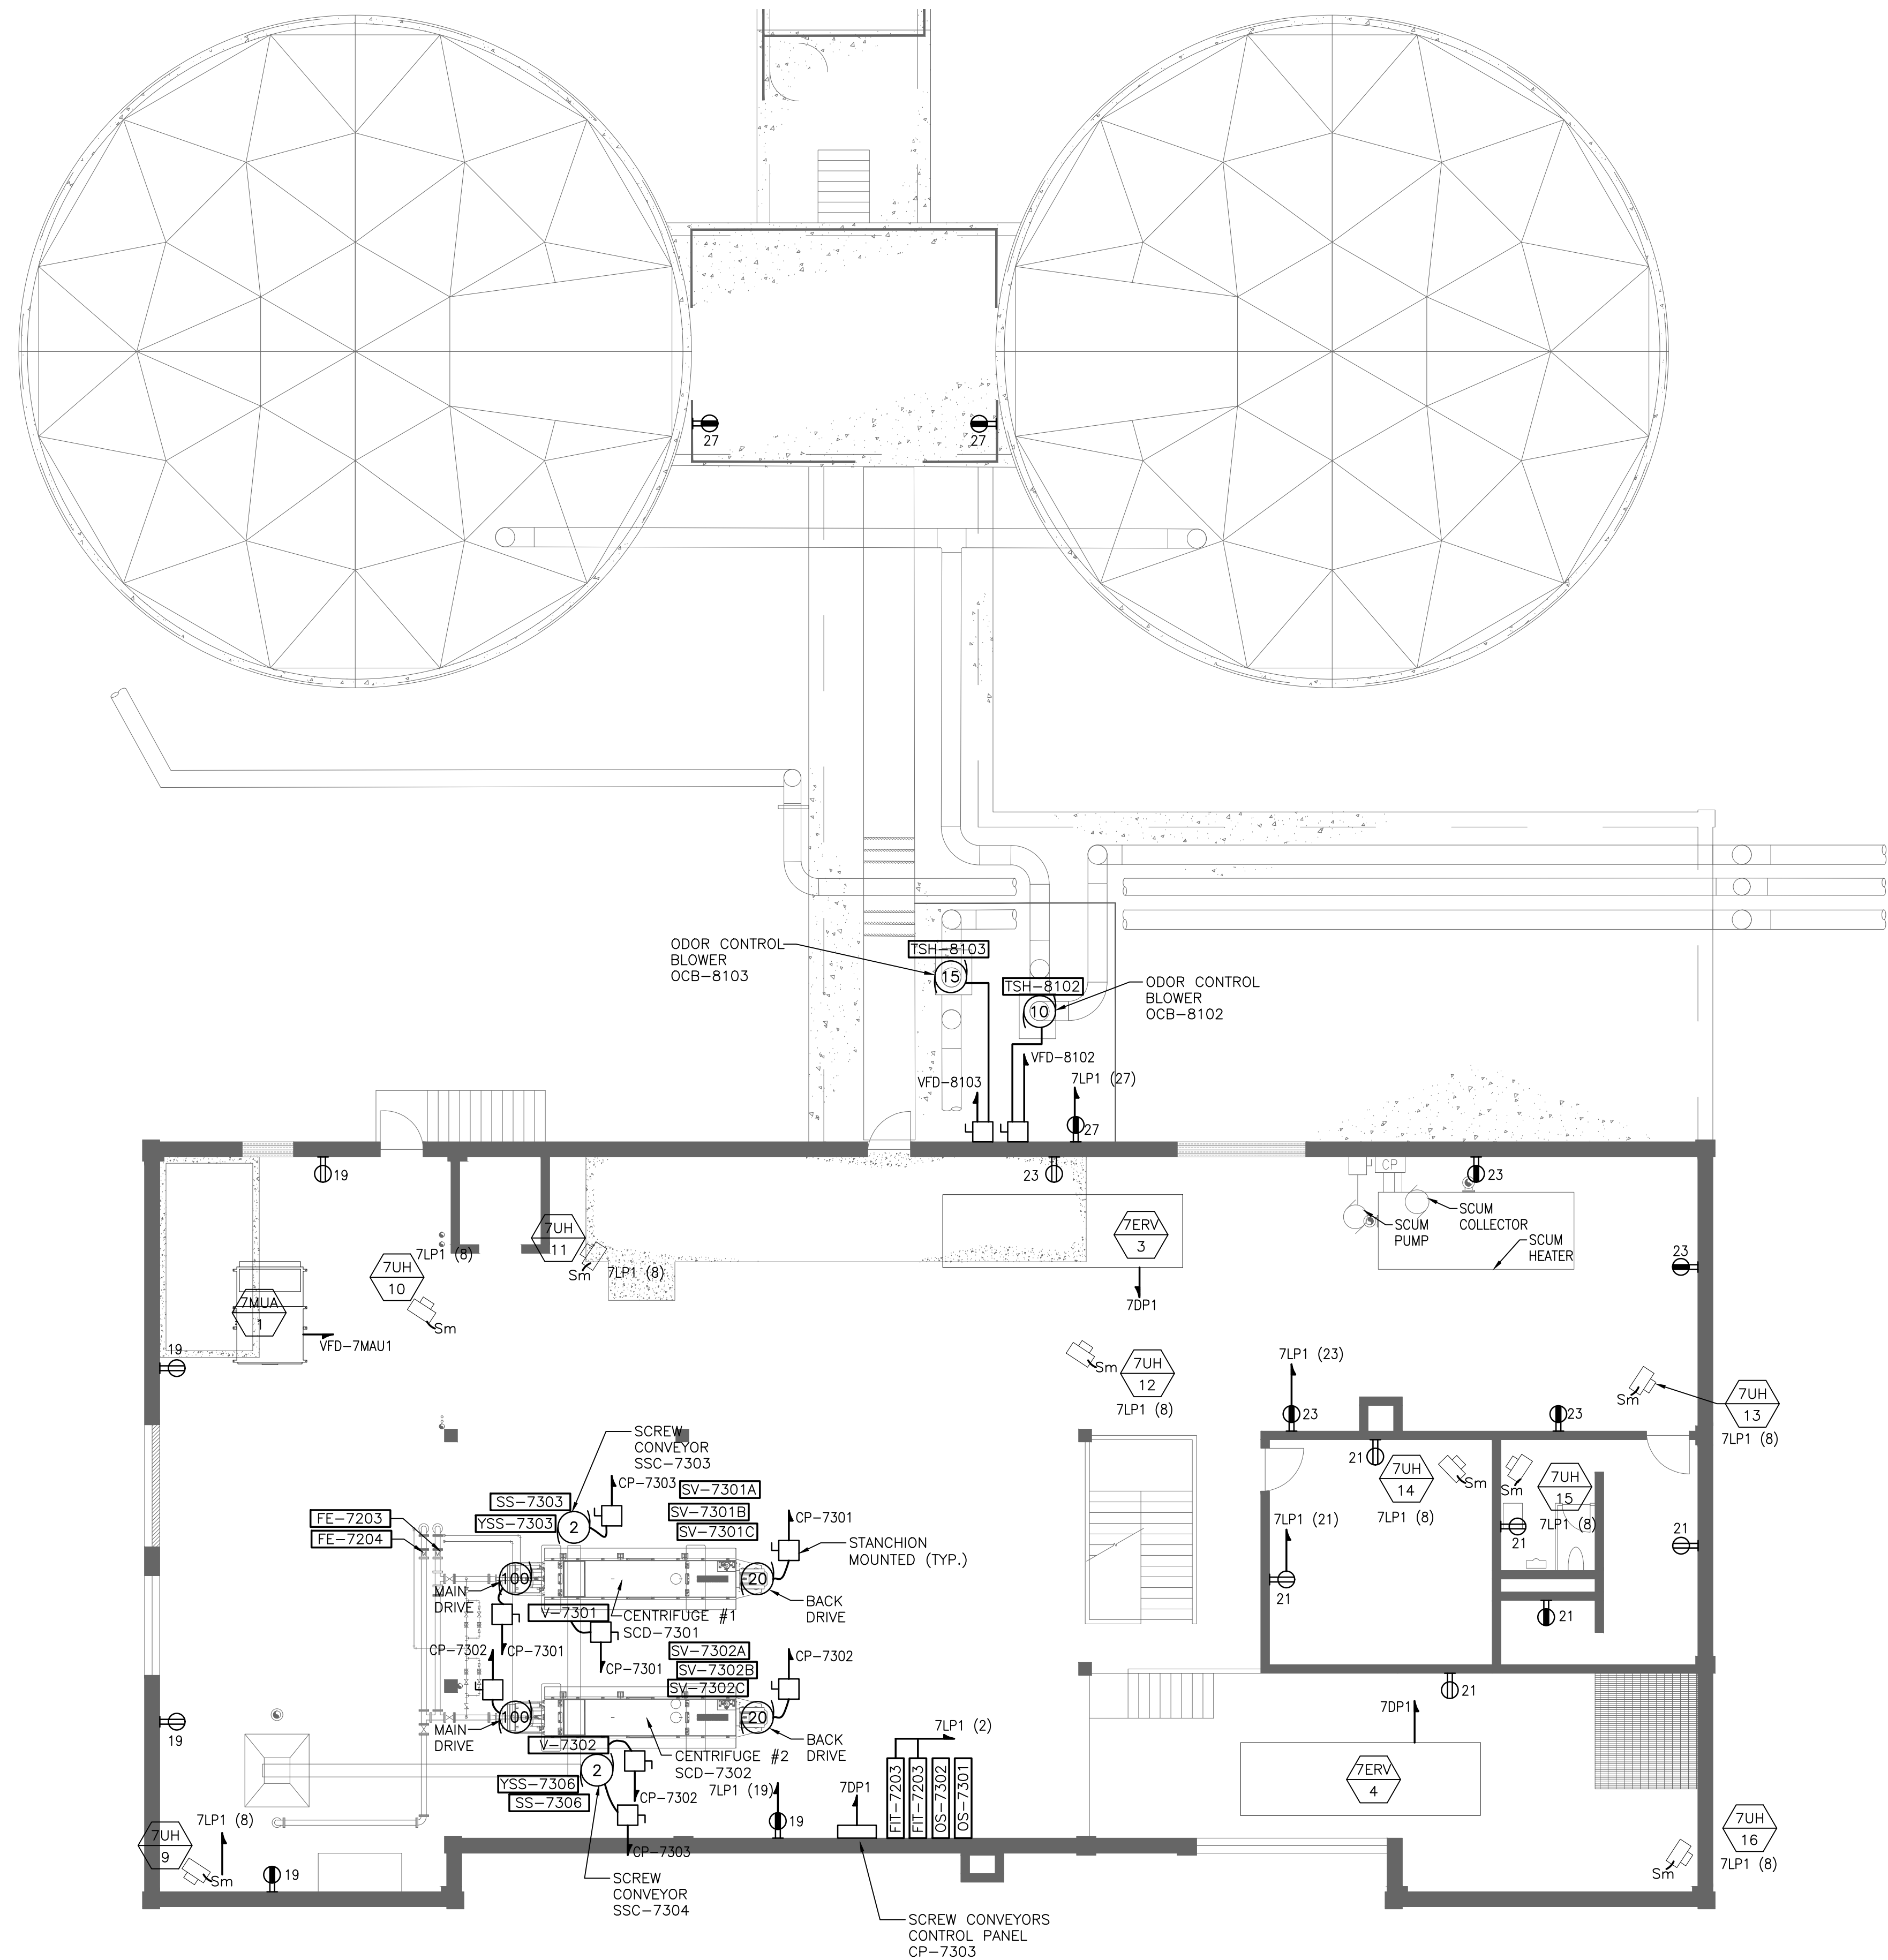 27
27
ODOR CONTROL
BLOWER
OCB-8103
TSH-8103
15
TSH-8102
10
ODOR CONTROL
BLOWER
OCB-8102
VFD-8102
VFD-8103
7LP1 (27)
27
19
23
CP
23
SCUM
COLLECTOR
SCUM
PUMP
SCUM
HEATER
7UH
11
7LP1 (8)
Sm
7LP1 (8)
7UH
10
Sm
7ERV
3
7DP1
23
7MUA
1
VFD-7MAU1
19
Sm
7UH
12
7LP1 (8)
7LP1 (23)
23
23
Sm
7UH
13
7LP1 (8)
SCREW
CONVEYOR
SSC-7303
CP-7303
SS-7303
YSS-7303
2
SV-7301A
SV-7301B
SV-7301C
CP-7301
STANCHION
MOUNTED (TYP.)
FE-7203
FE-7204
21
7UH
14
7LP1 (8)
Sm
Sm
7UH
15
7LP1 (8)
21
21
7LP1 (21)
21
21
100
20
MAIN
DRIVE
BACK
DRIVE
V-7301
CENTRIFUGE #1
SCD-7301
CP-7302
CP-7301
CP-7301
SV-7302A
SV-7302B
SV-7302C
CP-7302
21
100
20
MAIN
DRIVE
BACK
DRIVE
V-7302
CENTRIFUGE #2
SCD-7302
19
YSS-7306
SS-7306
2
CP-7302
7LP1 (19)
19
7DP1
7LP1 (2)
FIT-7203
FIT-7203
OS-7302
OS-7301
7DP1
7ERV
4
7LP1 (8)
7UH
9
Sm
19
CP-7303
7UH
16
7LP1 (8)
Sm
SCREW
CONVEYOR
SSC-7304
SCREW CONVEYORS
CONTROL PANEL
CP-7303